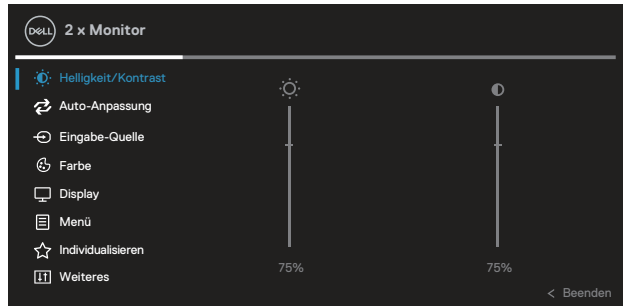 DELL 2 x Monitor
Helligkeit/Kontrast
Auto-Anpassung
Eingabe-Quelle
Farbe
Display
Menü
Individualisieren
Weiteres
75% 75%
< Beenden